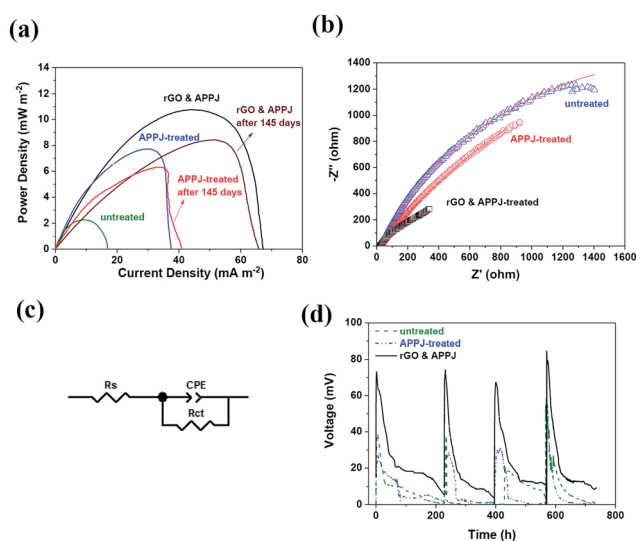 (a)
14
12
10
8
6
4
2
0
Power Density (mW m⁻²)
rGO & APPJ
rGO & APPJ
after 145 days
APPJ-treated
APPJ-treated
after 145 days
untreated
0 20 40 60 80
Current Density (mA m⁻²)
(b)
1400
1200
1000
800
600
400
200
0
-Z" (ohm)
untreated
APPJ-treated
rGO & APPJ-treated
0 200 400 600 800 1000 1200 1400 1600
Z' (ohm)
(c)
Rs
CPE
Rct
(d)
100
80
60
40
20
0
Voltage (mV)
untreated
APPJ-treated
rGO & APPJ
0 200 400 600 800
Time (h)